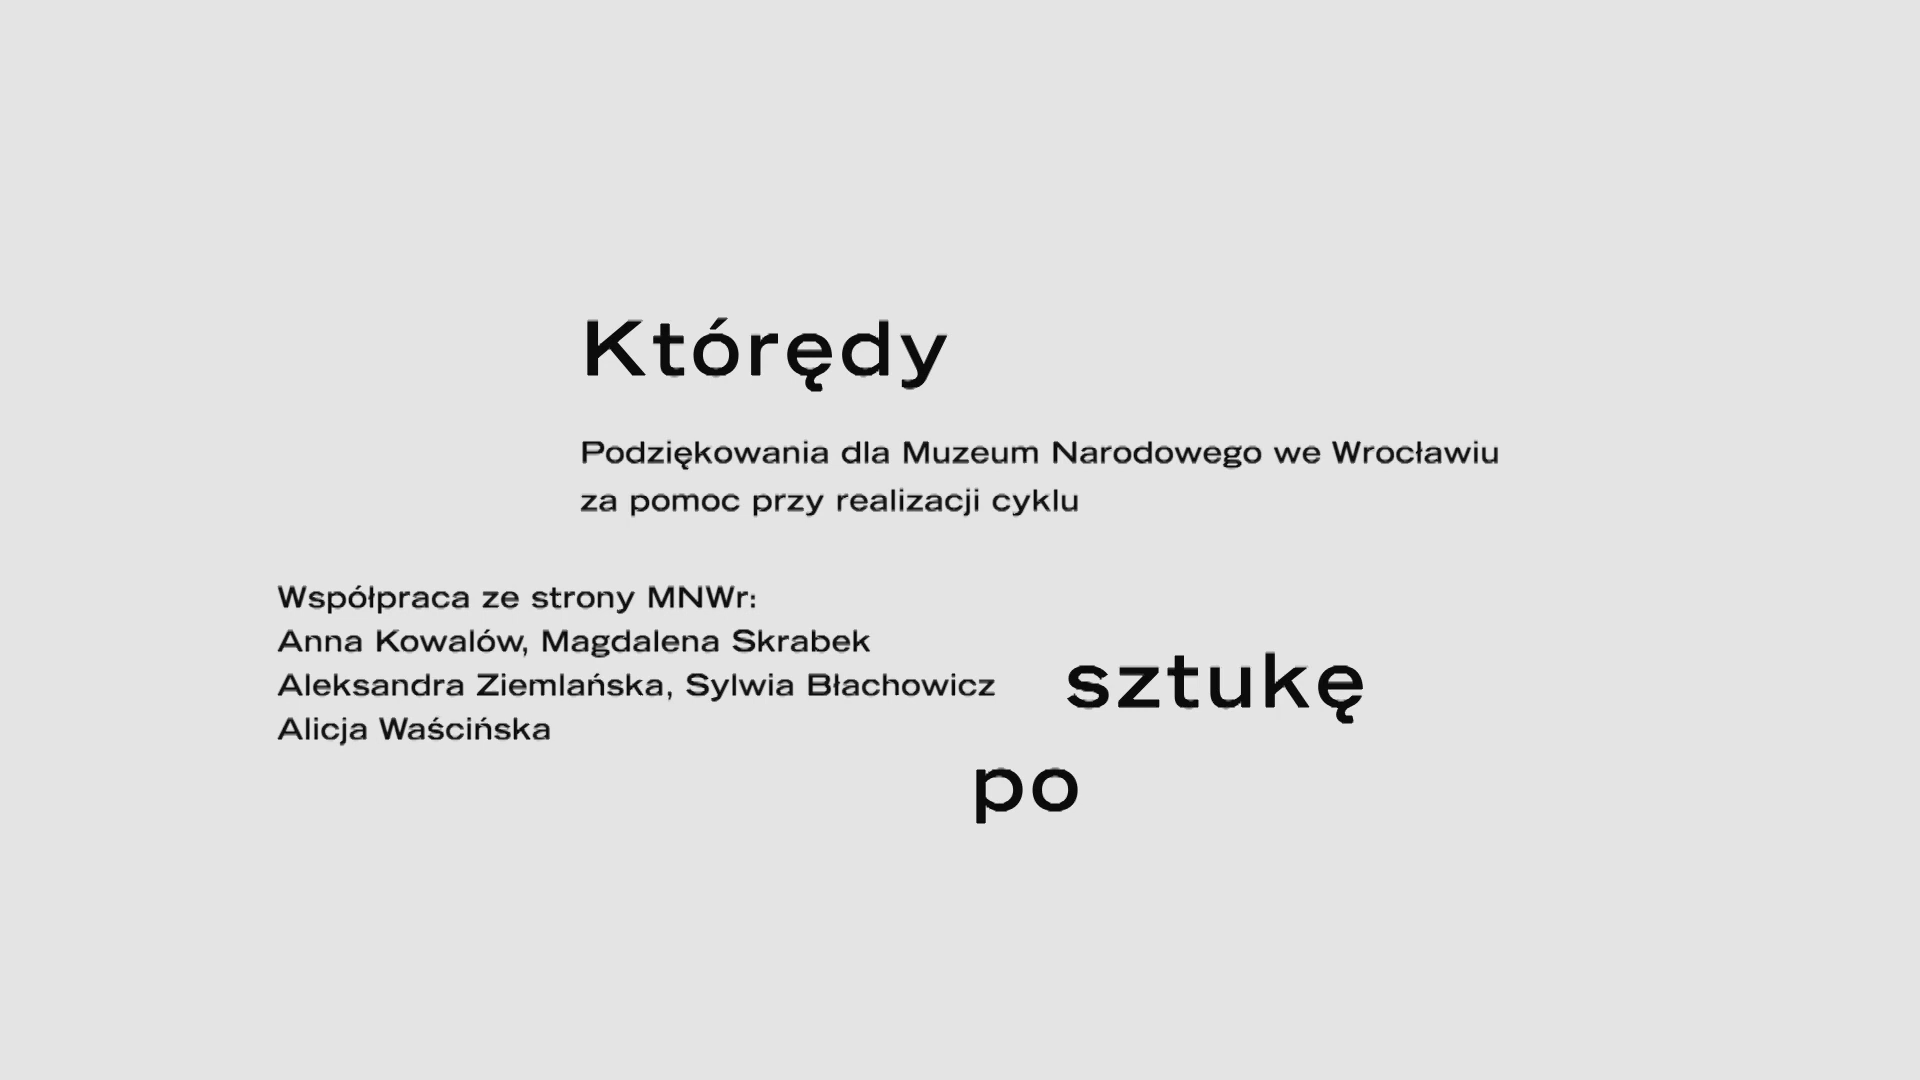 Którędy
Podziękowania dla Muzeum Narodowego we Wrocławiu
za pomoc przy realizacji cyklu
Współpraca ze strony MNWr:
Anna Kowalów, Magdalena Skrabek
Aleksandra Ziemlańska, Sylwia Błachowicz
Alicja Waścińska
sztukę
po